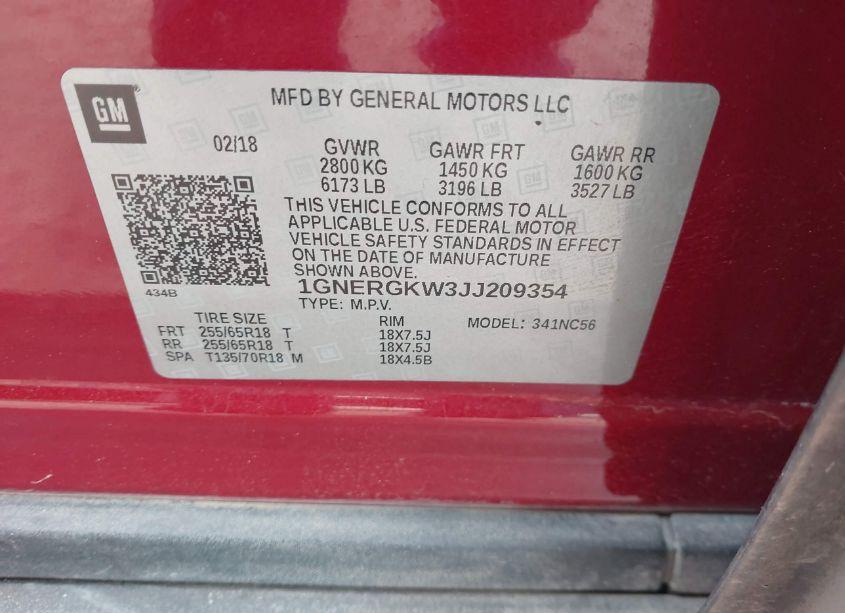 GM
MFD BY GENERAL MOTORS LLC
02/18 GVWR GAWR FRT GAWR RR
2800 KG 1450 KG 1600 KG
6173 LB 3196 LB 3527 LB
THIS VEHICLE CONFORMS TO ALL
APPLICABLE U.S. FEDERAL MOTOR
VEHICLE SAFETY STANDARDS IN EFFECT
ON THE DATE OF MANUFACTURE
SHOWN ABOVE.
434B
1GNERGKW3JJ209354
TYPE: M.P.V.
TIRE SIZE RIM MODEL: 341NC56
FRT 255/65R18 T 18X7.5J
RR 255/65R18 T 18X7.5J
SPA T135/70R18 M 18X4.5B